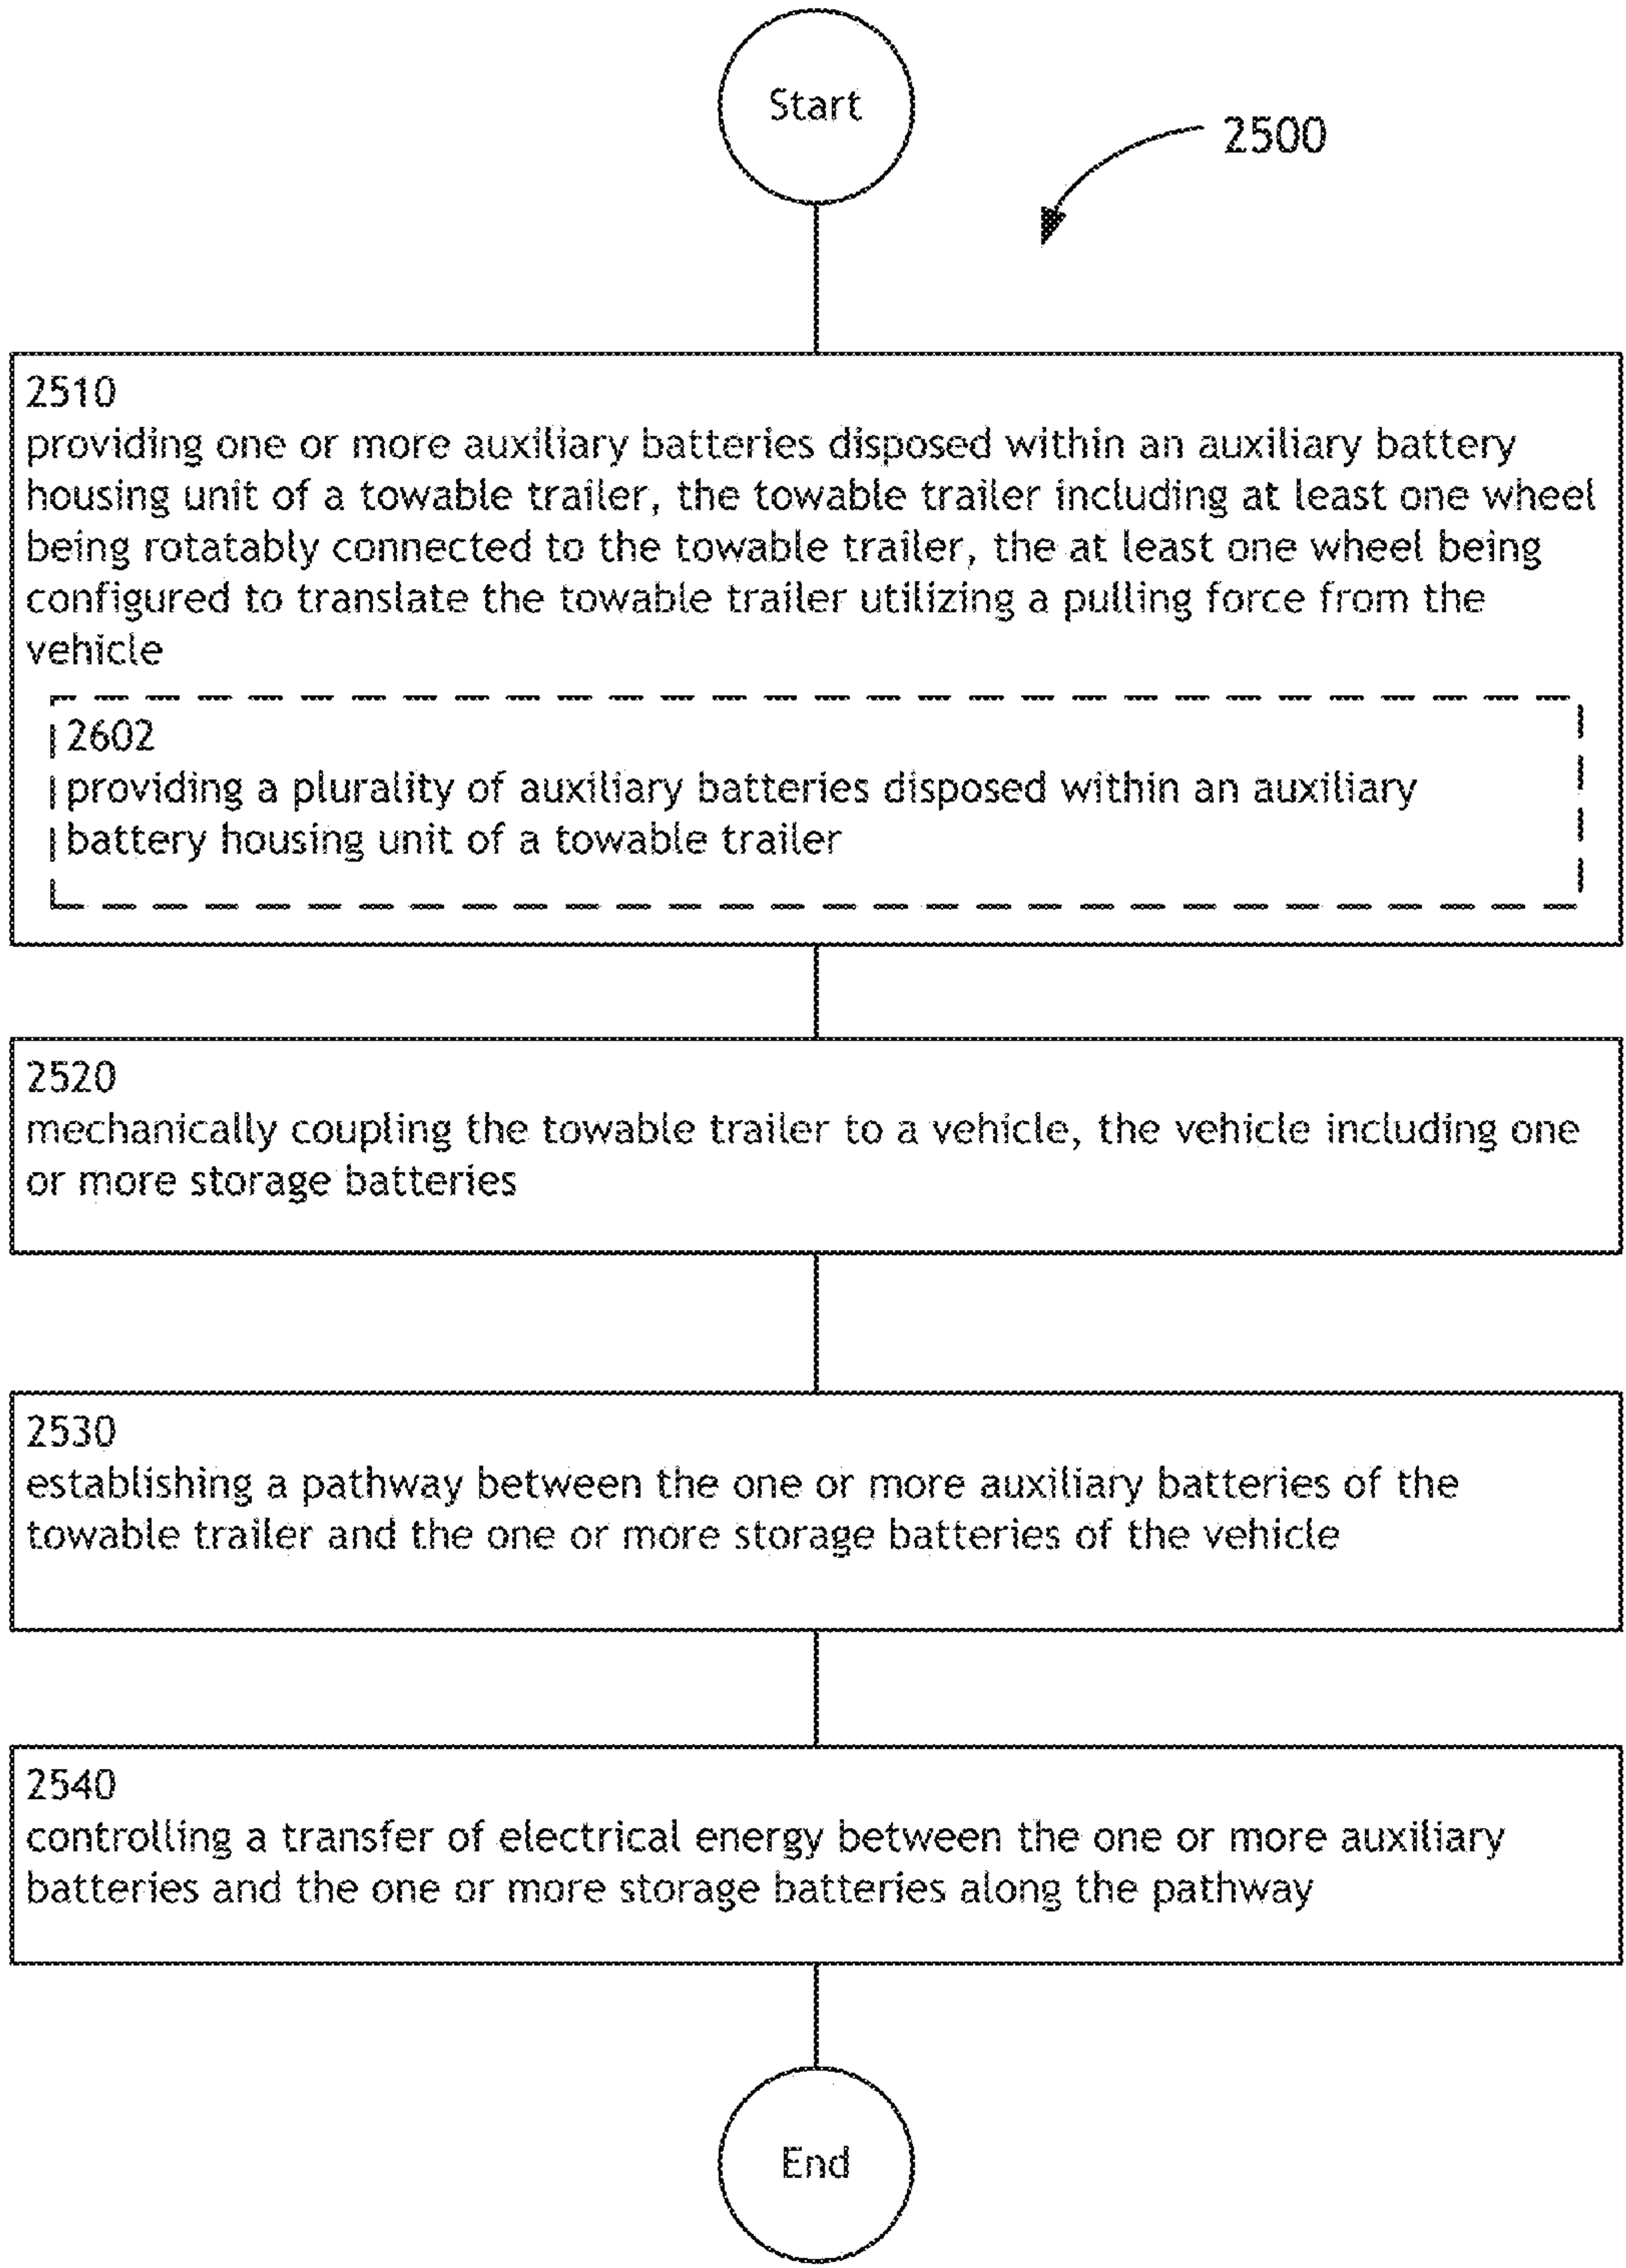 Start
2500
2510
providing one or more auxiliary batteries disposed within an auxiliary battery
housing unit of a towable trailer, the towable trailer including at least one wheel
being rotatably connected to the towable trailer, the at least one wheel being
configured to translate the towable trailer utilizing a pulling force from the
vehicle
2602
providing a plurality of auxiliary batteries disposed within an auxiliary
battery housing unit of a towable trailer
2520
mechanically coupling the towable trailer to a vehicle, the vehicle including one
or more storage batteries
2530
establishing a pathway between the one or more auxiliary batteries of the
towable trailer and the one or more storage batteries of the vehicle
2540
controlling a transfer of electrical energy between the one or more auxiliary
batteries and the one or more storage batteries along the pathway
End